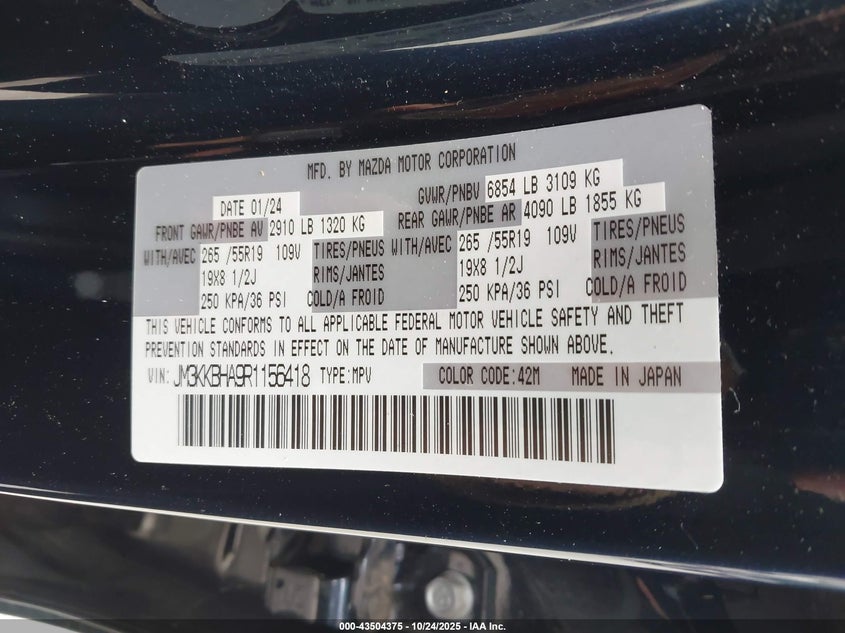 MFD. BY MAZDA MOTOR CORPORATION
DATE 01/24 GVWR/PNBV 6854 LB 3109 KG
FRONT GAWR/PNBE AV 2910 LB 1320 KG REAR GAWR/PNBE AR 4090 LB 1855 KG
WITH/AVEC 265 /55R19 109V TIRES/PNEUS WITH/AVEC 265 /55R19 109V TIRES/PNEUS
19X8 1/2J RIMS/JANTES 19X8 1/2J RIMS/JANTES
250 KPA/36 PSI COLD/A FROID 250 KPA/36 PSI COLD/A FROID
THIS VEHICLE CONFORMS TO ALL APPLICABLE FEDERAL MOTOR VEHICLE SAFETY AND THEFT
PREVENTION STANDARDS IN EFFECT ON THE DATE OF MANUFACTURE SHOWN ABOVE.
VIN: JM3KKBHA9R1156418 TYPE:MPV COLOR CODE:42M MADE IN JAPAN
000-43504375 - 10/24/2025 - IAA Inc.